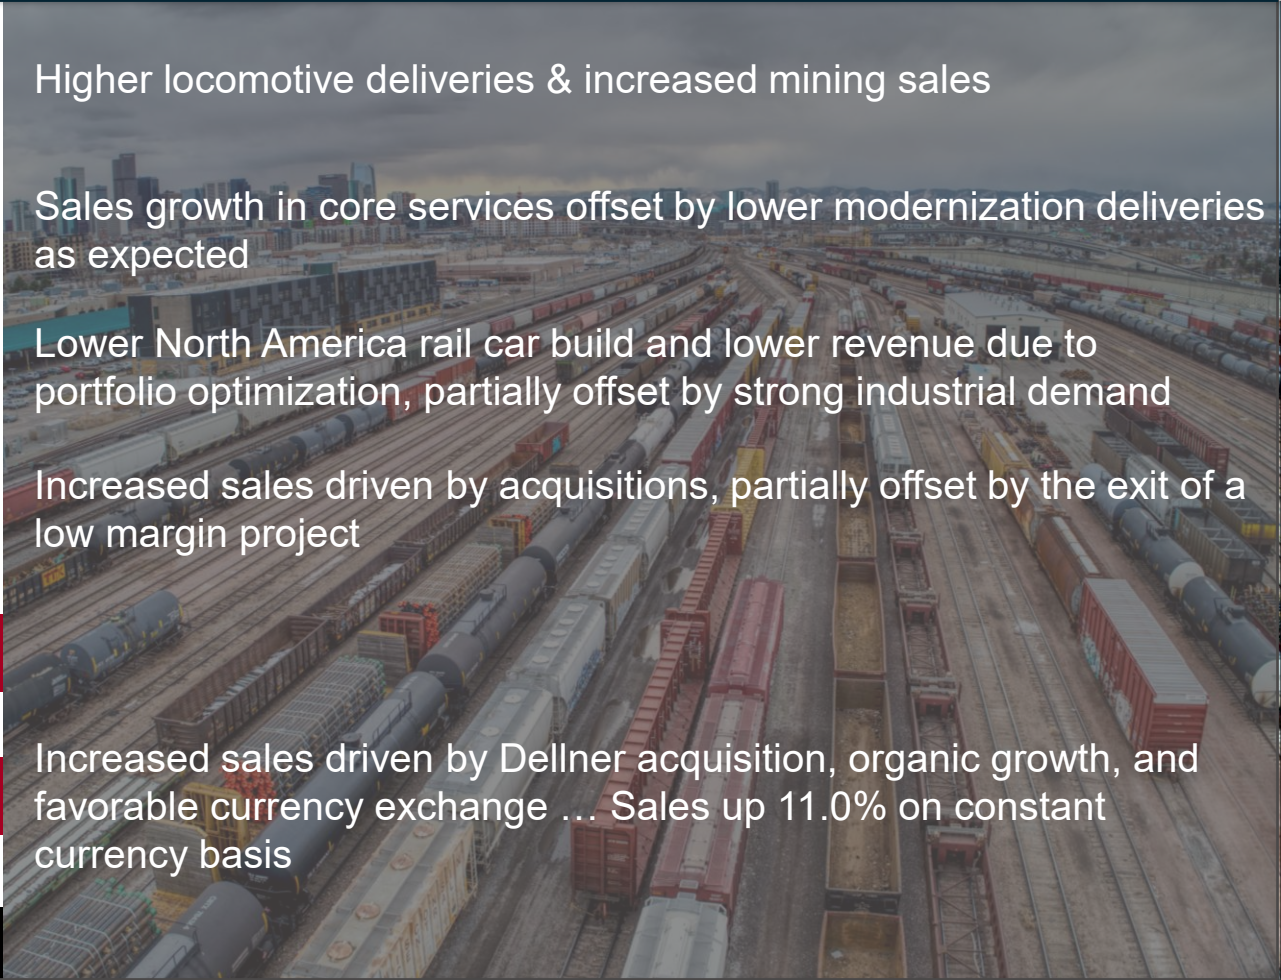 Higher locomotive deliveries & increased mining sales
Sales growth in core services offset by lower modernization deliveries
as expected
Lower North America rail car build and lower revenue due to
portfolio optimization, partially offset by strong industrial demand
Increased sales driven by acquisitions, partially offset by the exit of a
low margin project
Increased sales driven by Dellner acquisition, organic growth, and
favorable currency exchange … Sales up 11.0% on constant
currency basis